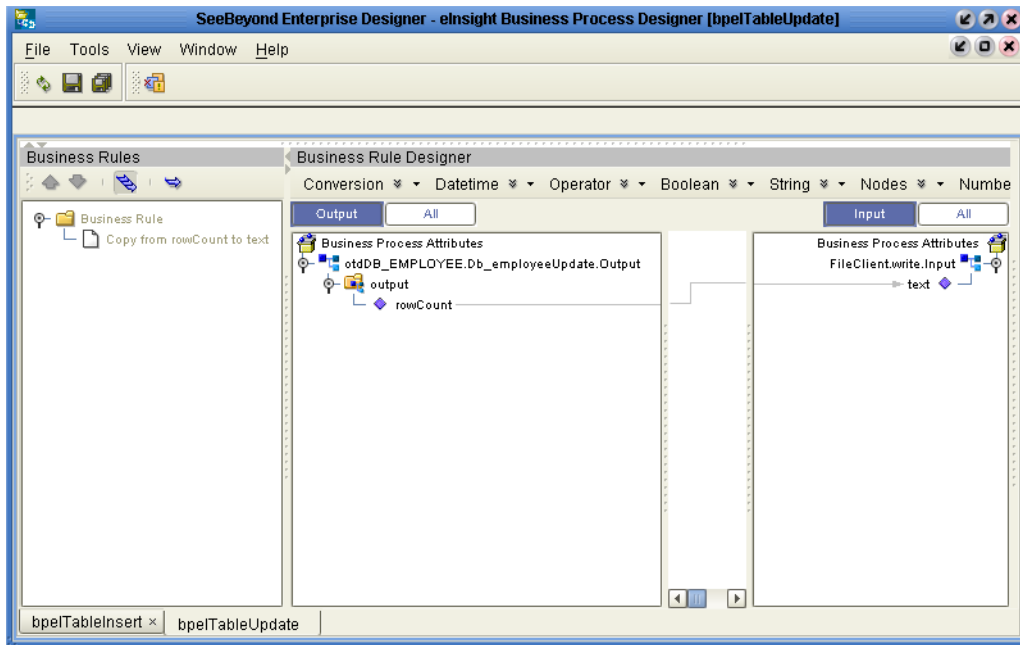 SeeBeyond Enterprise Designer - eInsight Business Process Designer [bpelTableUpdate]
File Tools View Window Help
Business Rules
Business Rule Designer
Conversion Datetime Operator Boolean String Nodes Numbe
Business Rule
Copy from rowCount to text
Output All
Input All
Business Process Attributes
otdDB_EMPLOYEE.Db_employeeUpdate.Output
output
rowCount
Business Process Attributes
FileClient.write.Input
text
bpelTableInsert ×
bpelTableUpdate